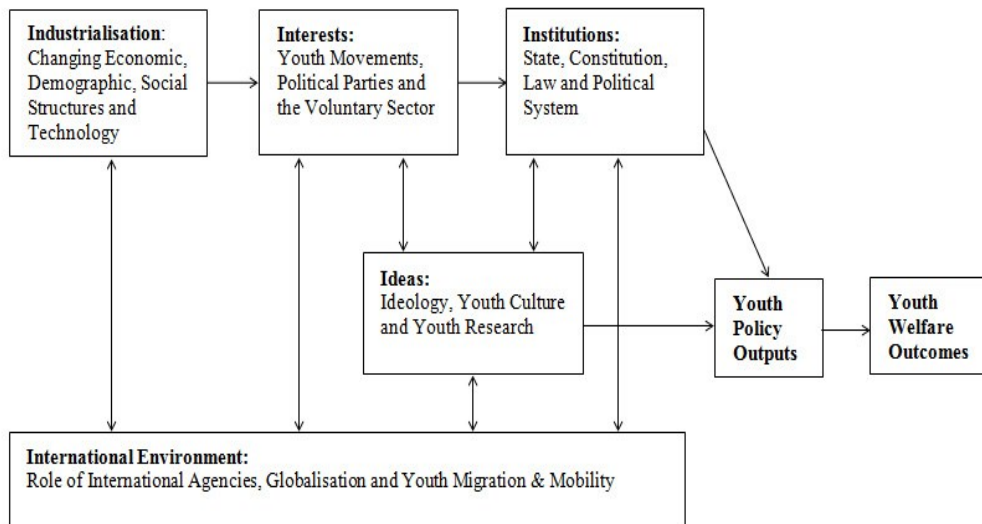 Industrialisation:
Changing Economic,
Demographic, Social
Structures and
Technology
Interests:
Youth Movements,
Political Parties and
the Voluntary Sector
Institutions:
State, Constitution,
Law and Political
System
Ideas:
Ideology, Youth Culture
and Youth Research
Youth
Policy
Outputs
Youth
Welfare
Outcomes
International Environment:
Role of International Agencies, Globalisation and Youth Migration & Mobility